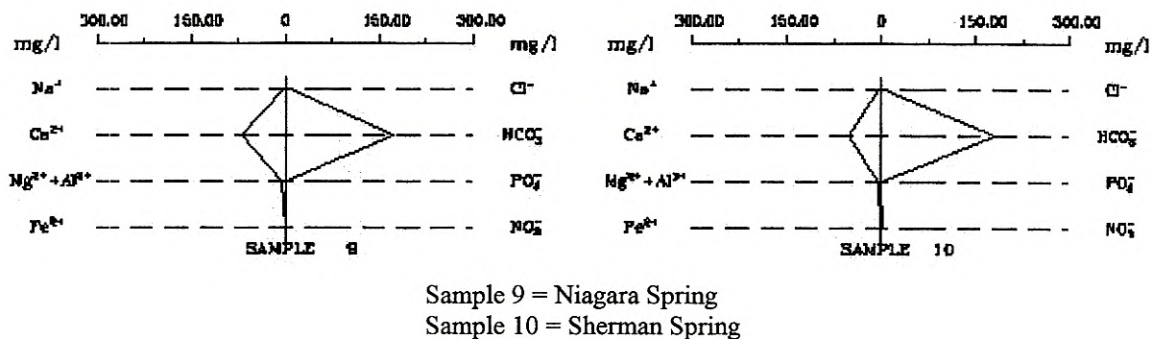 300.00 150.00 0 150.00 300.00
mg/l mg/l
Na⁺ Cl⁻
Ca²⁺ HCO₃⁻
Mg²⁺+Al³⁺ PO₄⁻
Fe²⁺ NO₃⁻
SAMPLE 9
300.00 150.00 0 150.00 300.00
mg/l mg/l
Na⁺ Cl⁻
Ca²⁺ HCO₃⁻
Mg²⁺+Al³⁺ PO₄⁻
Fe²⁺ NO₃⁻
SAMPLE 10
Sample 9 = Niagara Spring
Sample 10 = Sherman Spring